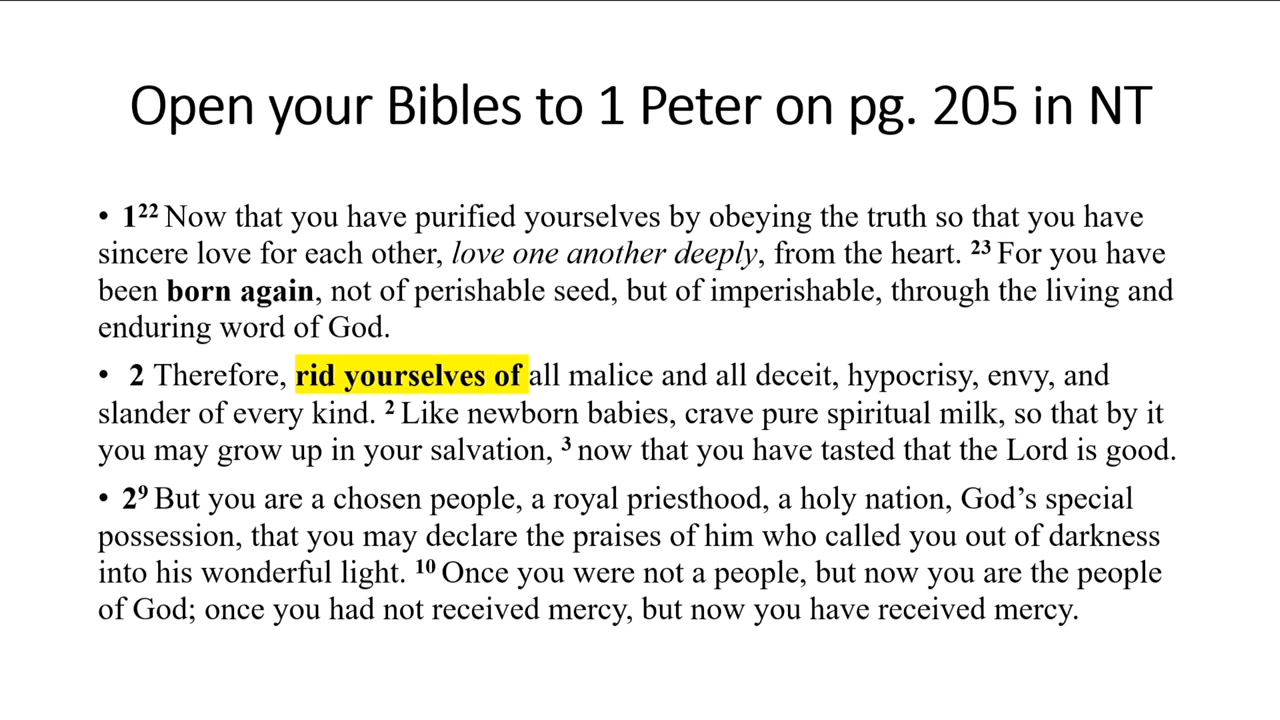 Open your Bibles to 1 Peter on pg. 205 in NT
• 1²² Now that you have purified yourselves by obeying the truth so that you have
sincere love for each other, love one another deeply, from the heart. ²³ For you have
been born again, not of perishable seed, but of imperishable, through the living and
enduring word of God.
• 2 Therefore, rid yourselves of all malice and all deceit, hypocrisy, envy, and
slander of every kind. ² Like newborn babies, crave pure spiritual milk, so that by it
you may grow up in your salvation, ³ now that you have tasted that the Lord is good.
• 2⁹ But you are a chosen people, a royal priesthood, a holy nation, God’s special
possession, that you may declare the praises of him who called you out of darkness
into his wonderful light. ¹⁰ Once you were not a people, but now you are the people
of God; once you had not received mercy, but now you have received mercy.